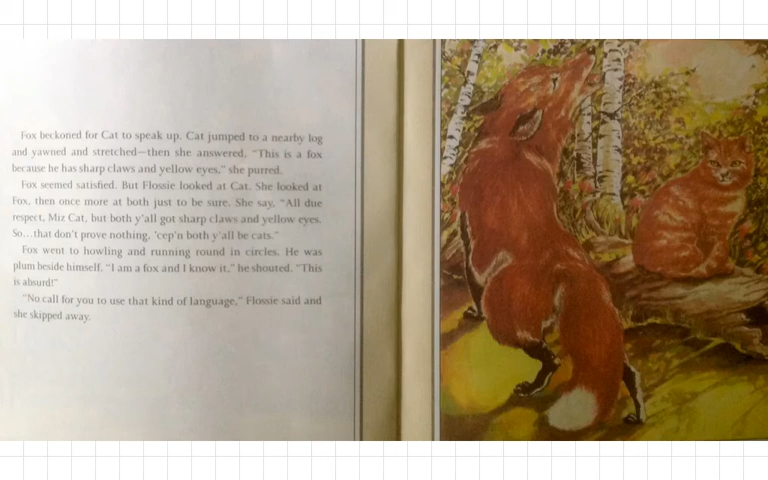 Fox beckoned for Cat to speak up. Cat jumped to a nearby log
and yawned and stretched—then she answered, "This is a fox
because he has sharp claws and yellow eyes," she purred.
Fox seemed satisfied. But Flossie looked at Cat. She looked at
Fox, then once more at both just to be sure. She say, "All due
respect, Miz Cat, but both y'all got sharp claws and yellow eyes.
So...that don't prove nothing, 'cep'n both y'all be cats."
Fox went to howling and running round in circles. He was
plum beside himself. "I am a fox and I know it," he shouted. "This
is absurd!"
"No call for you to use that kind of language," Flossie said and
she skipped away.